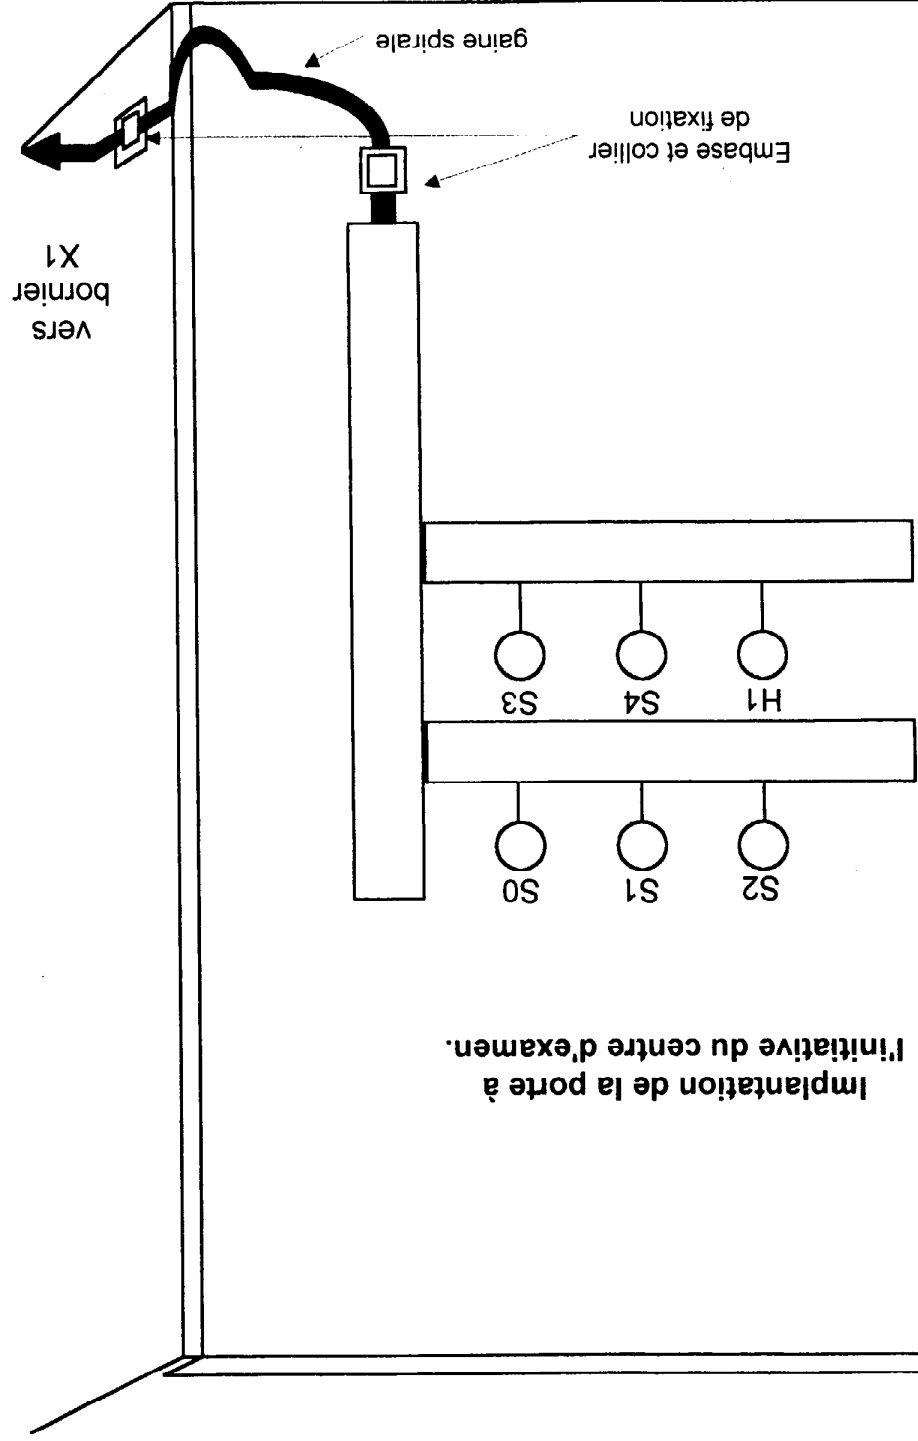 Implantation de la porte à
l'initiative du centre d'examen.
S2 S1 S0
H1 S4 S3
vers
bornier
X1
Embase et collier
de fixation
gaine spirale